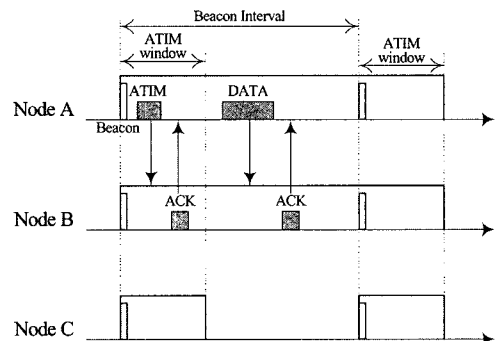 Beacon Interval
ATIM
window
ATIM
window
ATIM
DATA
Node A
Beacon
ACK
ACK
Node B
Node C